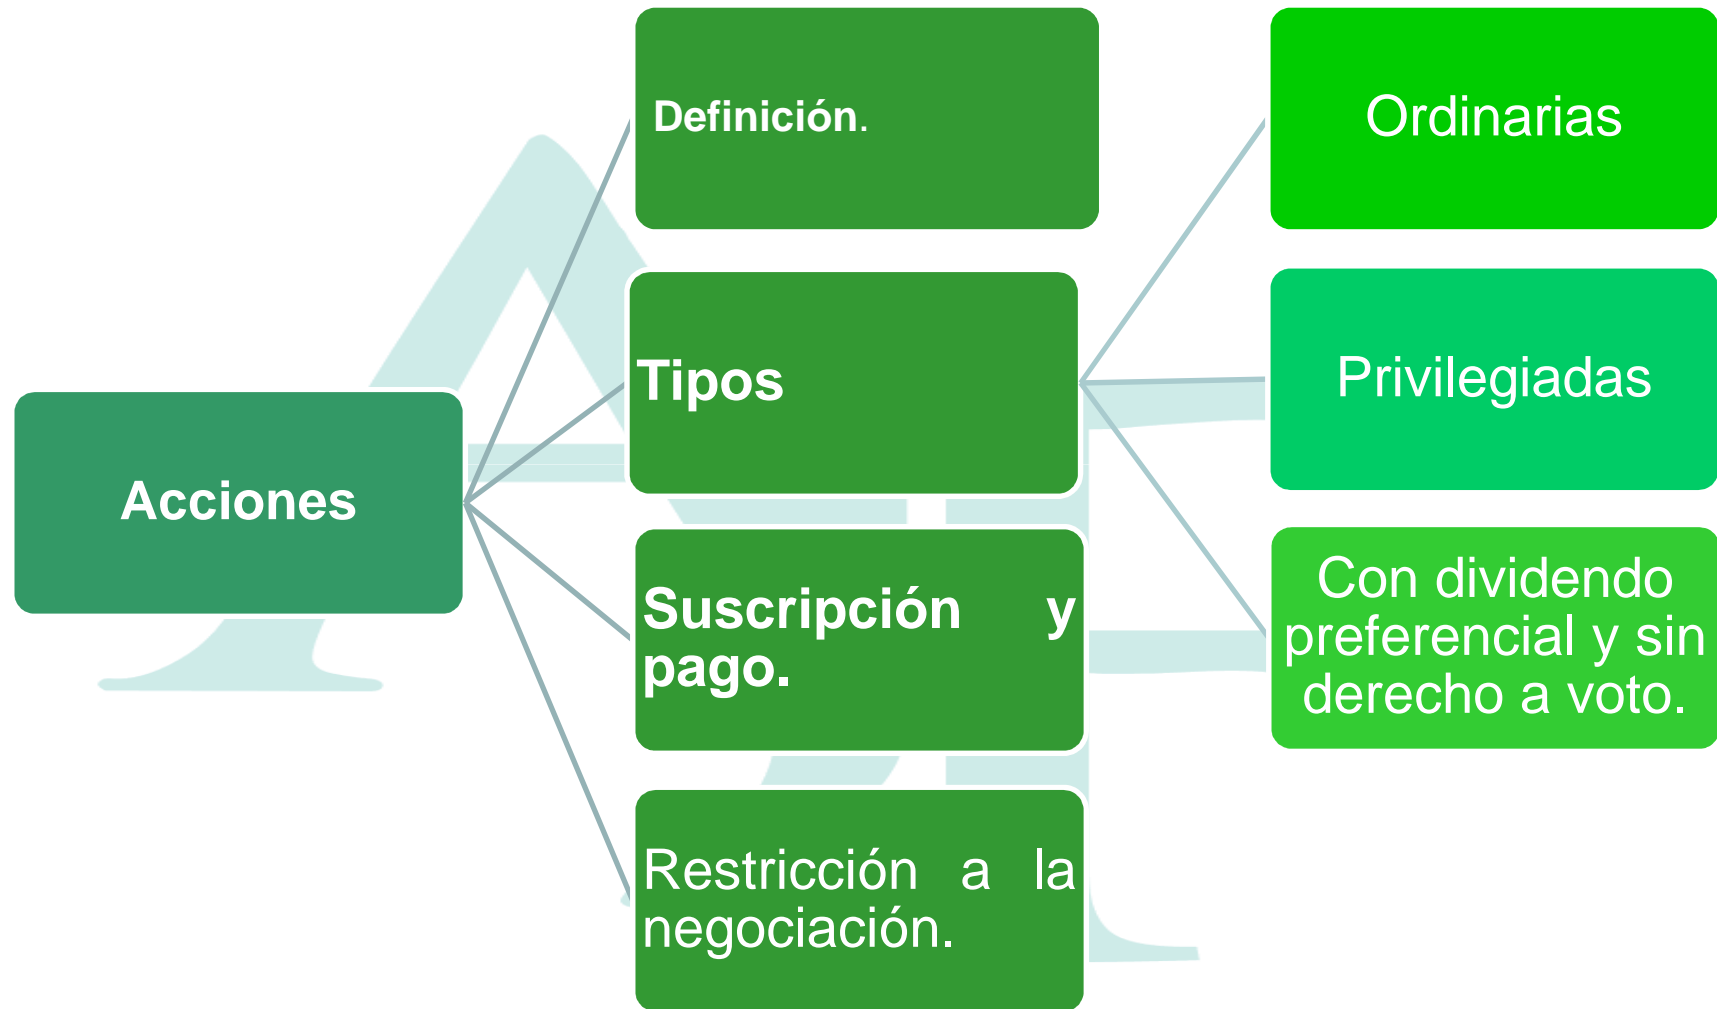 Acciones
Definición.
Tipos
Suscripción y
pago.
Restricción a la
negociación.
Ordinarias
Privilegiadas
Con dividendo
preferencial y sin
derecho a voto.